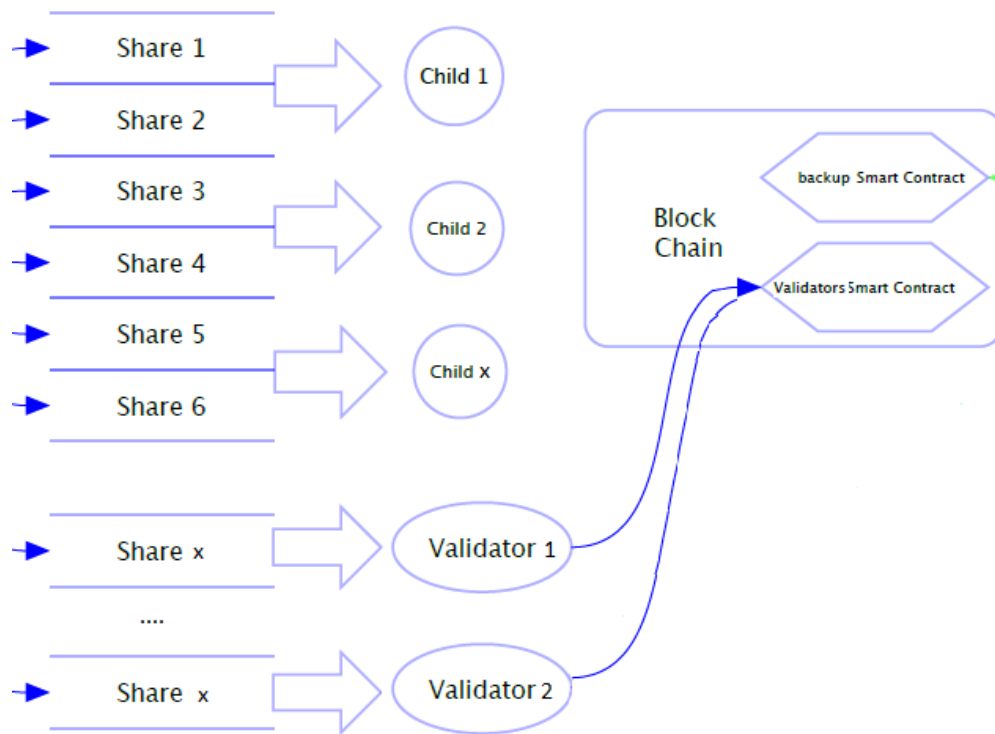 Share 1
Child 1
Share 2
backup Smart Contract
Share 3
Block
Chain
Child 2
Share 4
Validators Smart Contract
Share 5
Child x
Share 6
Share x
Validator 1
....
Share x
Validator 2